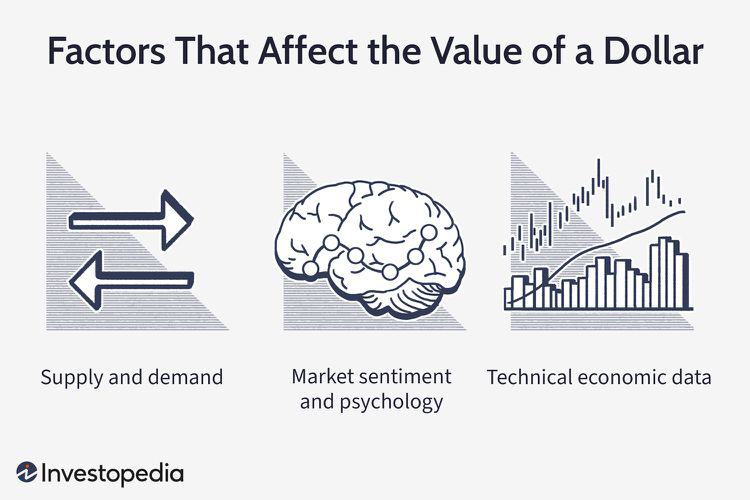 Factors That Affect the Value of a Dollar
Supply and demand
Market sentiment
and psychology
Technical economic data
Investopedia